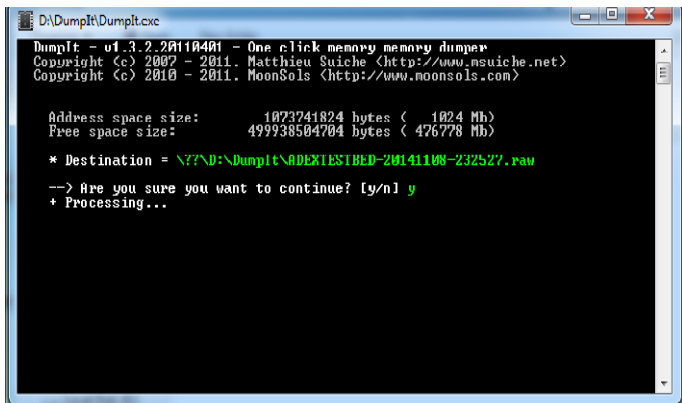 D:\DumpIt\DumpIt.exe
DumpIt - v1.3.2.20110401 - One click memory memory dumper
Copyright (c) 2007 - 2011, Matthieu Suiche <http://www.msuiche.net>
Copyright (c) 2010 - 2011, MoonSols <http://www.moonsols.com>
Address space size: 1073741824 bytes ( 1024 Mb)
Free space size: 499938504704 bytes ( 476778 Mb)
* Destination = \??\D:\DumpIt\ADEXTESTBED-20141108-232527.raw
--> Are you sure you want to continue? [y/n] y
+ Processing...